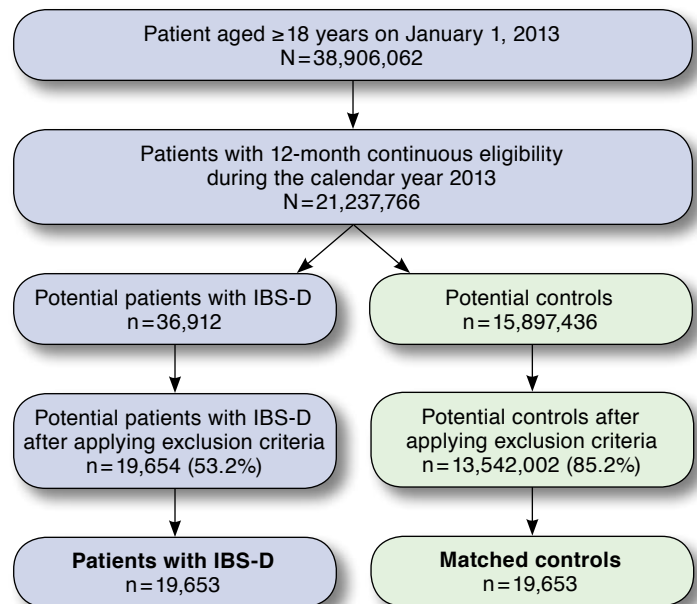 Patient aged ≥18 years on January 1, 2013
N=38,906,062
Patients with 12-month continuous eligibility
during the calendar year 2013
N=21,237,766
Potential patients with IBS-D
n=36,912
Potential controls
n=15,897,436
Potential patients with IBS-D
after applying exclusion criteria
n=19,654 (53.2%)
Potential controls after
applying exclusion criteria
n=13,542,002 (85.2%)
Patients with IBS-D
n=19,653
Matched controls
n=19,653